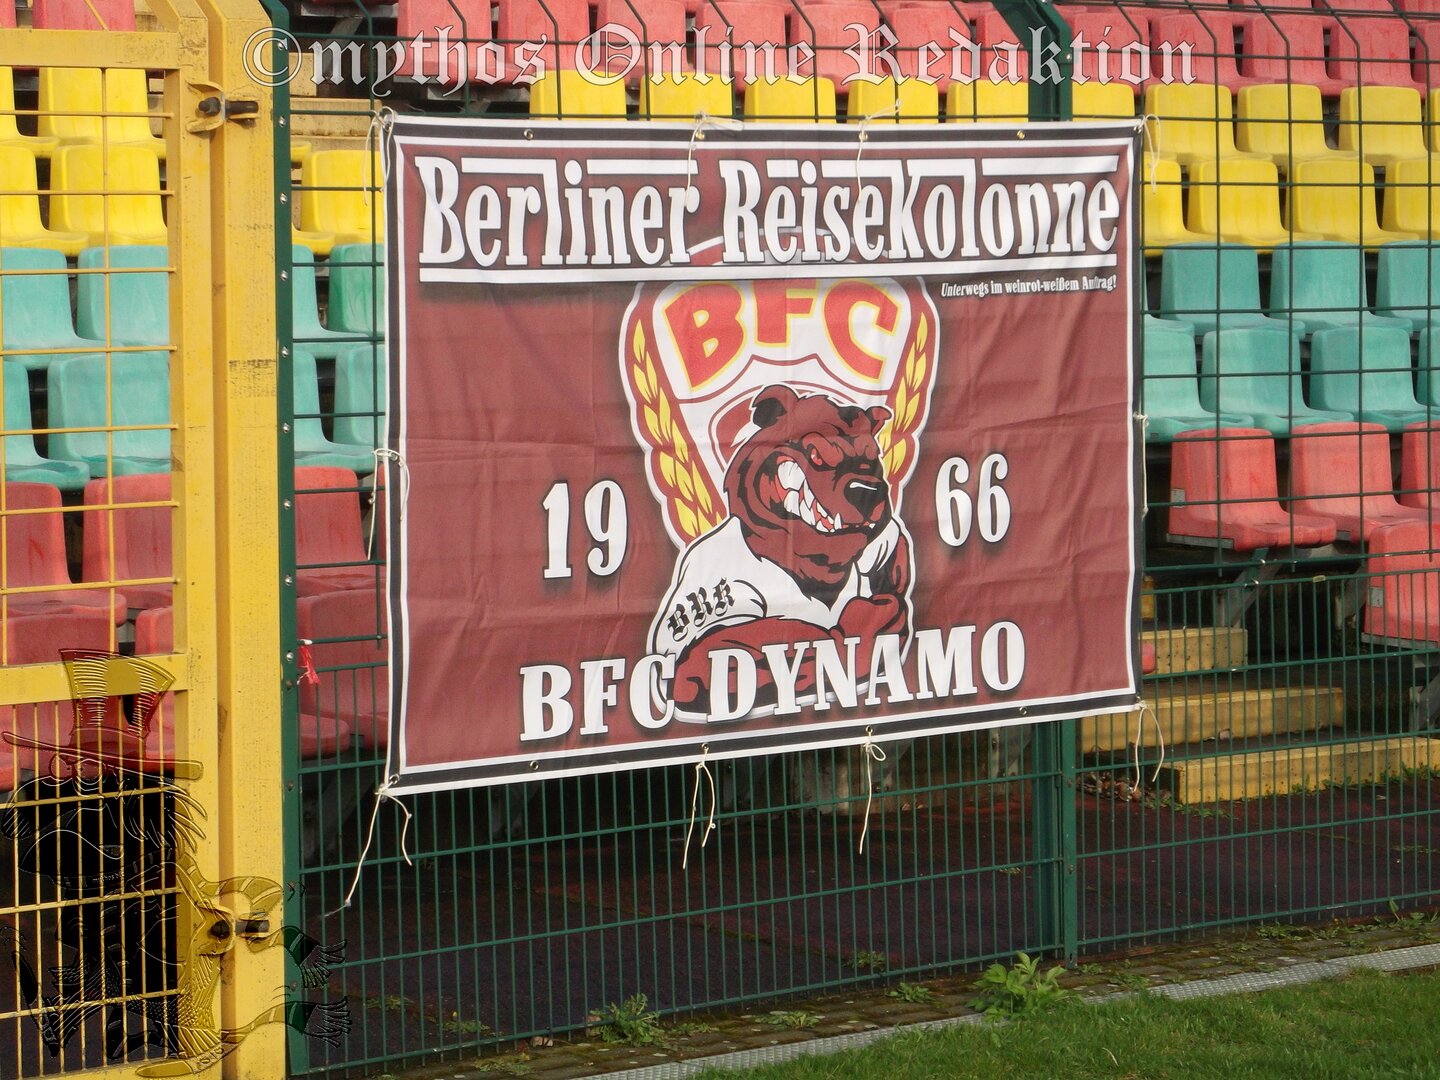 ©mythos Online Redaktion
Berliner Reisekolonne
Unterwegs im weinrot-weißem Auftrag!
BFC
19 66
BRK
BFC DYNAMO